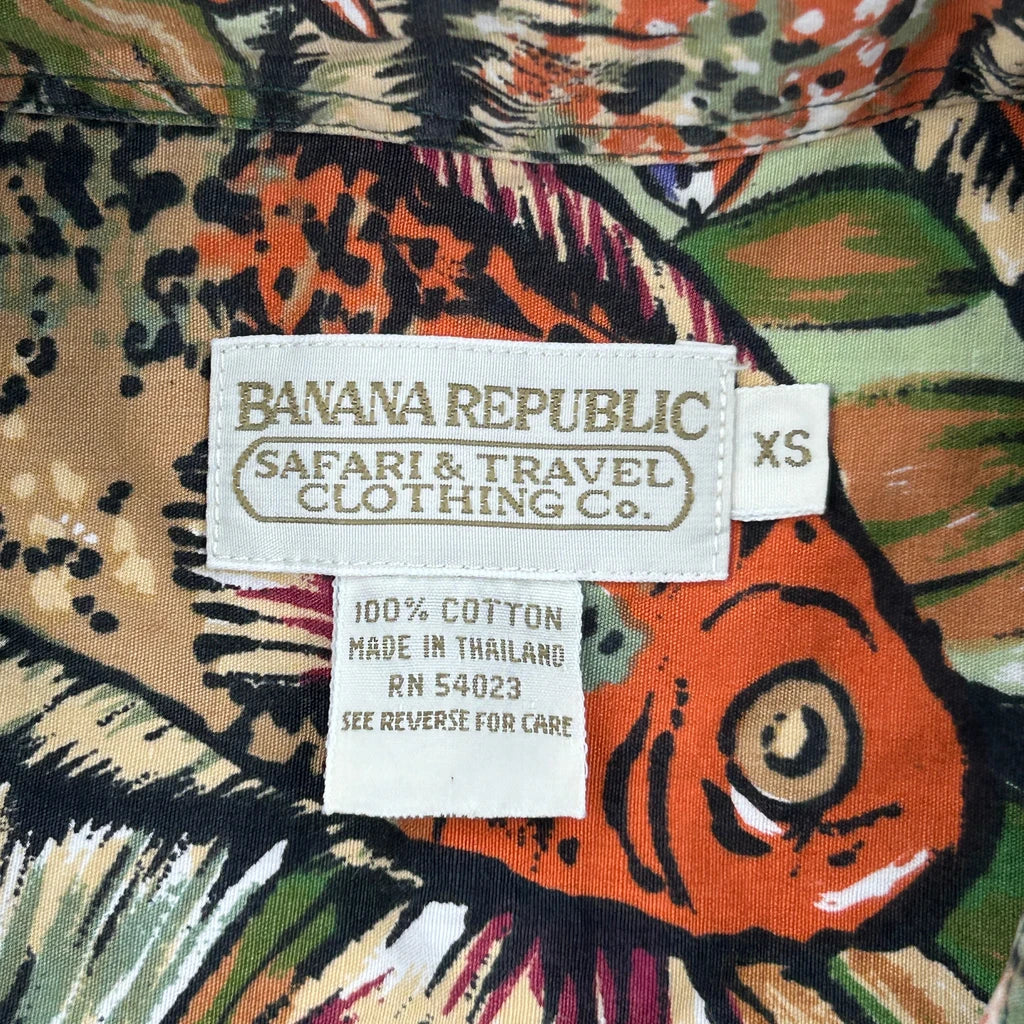 BANANA REPUBLIC
SAFARI & TRAVEL
CLOTHING Co.
XS
100% COTTON
MADE IN THAILAND
RN 54023
SEE REVERSE FOR CARE